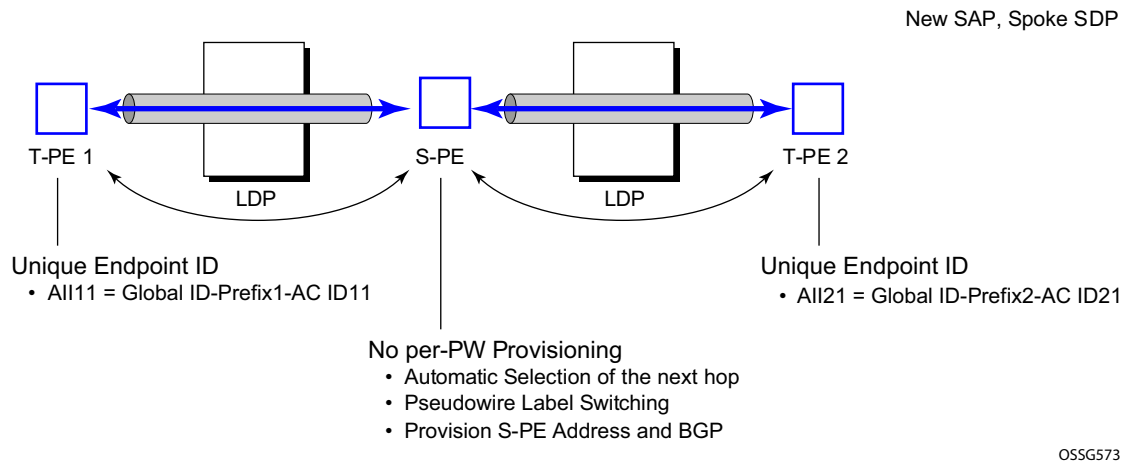 New SAP, Spoke SDP
T-PE 1
S-PE
T-PE 2
LDP
LDP
Unique Endpoint ID
• AII11 = Global ID-Prefix1-AC ID11
Unique Endpoint ID
• AII21 = Global ID-Prefix2-AC ID21
No per-PW Provisioning
• Automatic Selection of the next hop
• Pseudowire Label Switching
• Provision S-PE Address and BGP
OSSG573